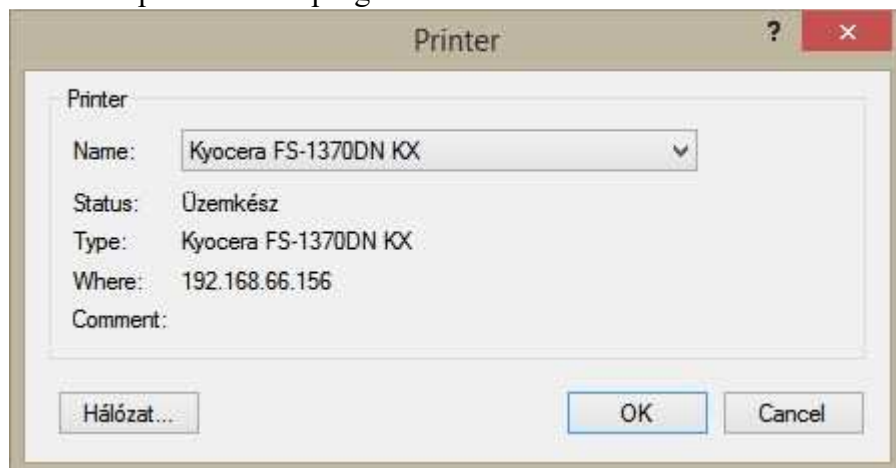 Printer
Printer
Name: Kyocera FS-1370DN KX
Status: Üzemkész
Type: Kyocera FS-1370DN KX
Where: 192.168.66.156
Comment:
Hálózat... OK Cancel